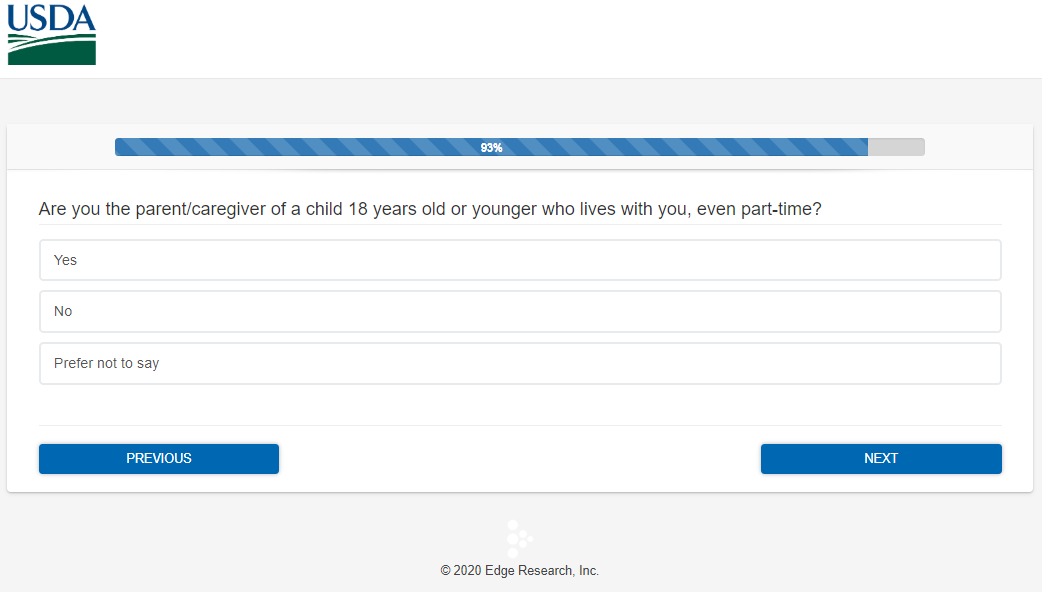 USDA
93%
Are you the parent/caregiver of a child 18 years old or younger who lives with you, even part-time?
Yes
No
Prefer not to say
PREVIOUS
NEXT
© 2020 Edge Research, Inc.